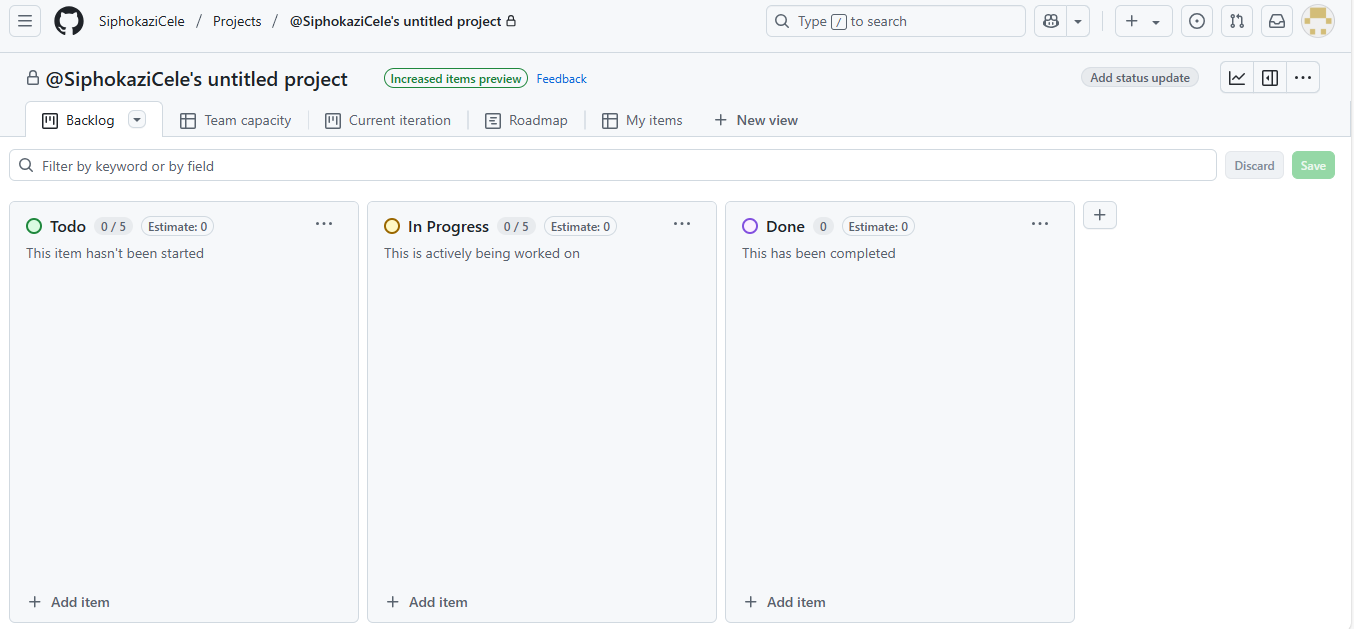 SiphokaziCele / Projects / @SiphokaziCele's untitled project
Type / to search
@SiphokaziCele's untitled project
Increased items preview
Feedback
Add status update
Backlog
Team capacity
Current iteration
Roadmap
My items
+ New view
Filter by keyword or by field
Discard
Save
Todo 0 / 5 Estimate: 0
This item hasn't been started
+ Add item
In Progress 0 / 5 Estimate: 0
This is actively being worked on
+ Add item
Done 0 Estimate: 0
This has been completed
+ Add item